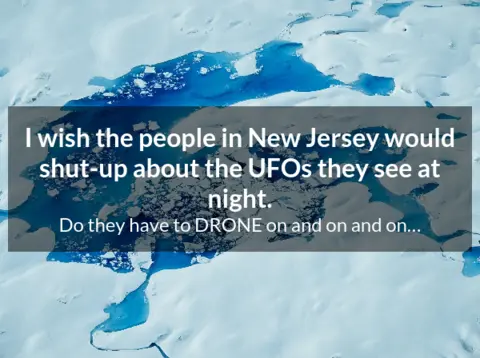 I wish the people in New Jersey would
shut-up about the UFOs they see at
night.
Do they have to DRONE on and on and on...